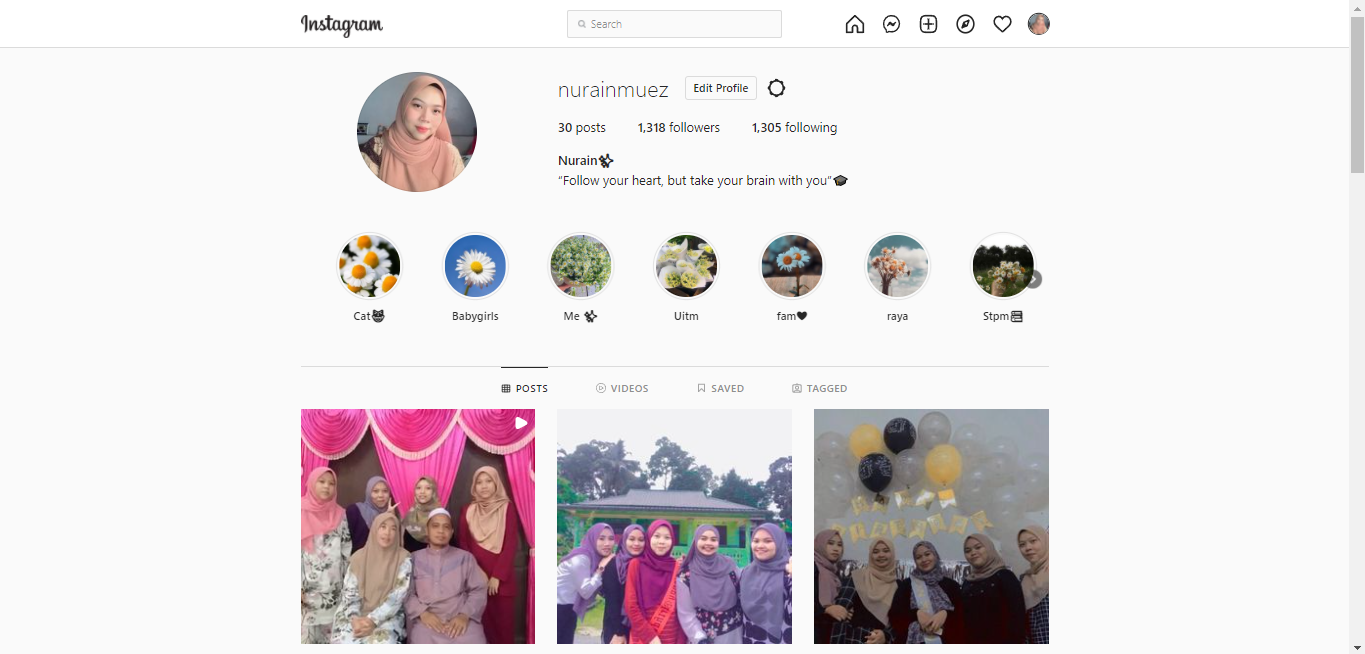 Instagram
Search
nurainmuez Edit Profile
30 posts 1,318 followers 1,305 following
Nurain
“Follow your heart, but take your brain with you”
Cat Babygirls Me Uitm fam raya Stpm
POSTS VIDEOS SAVED TAGGED